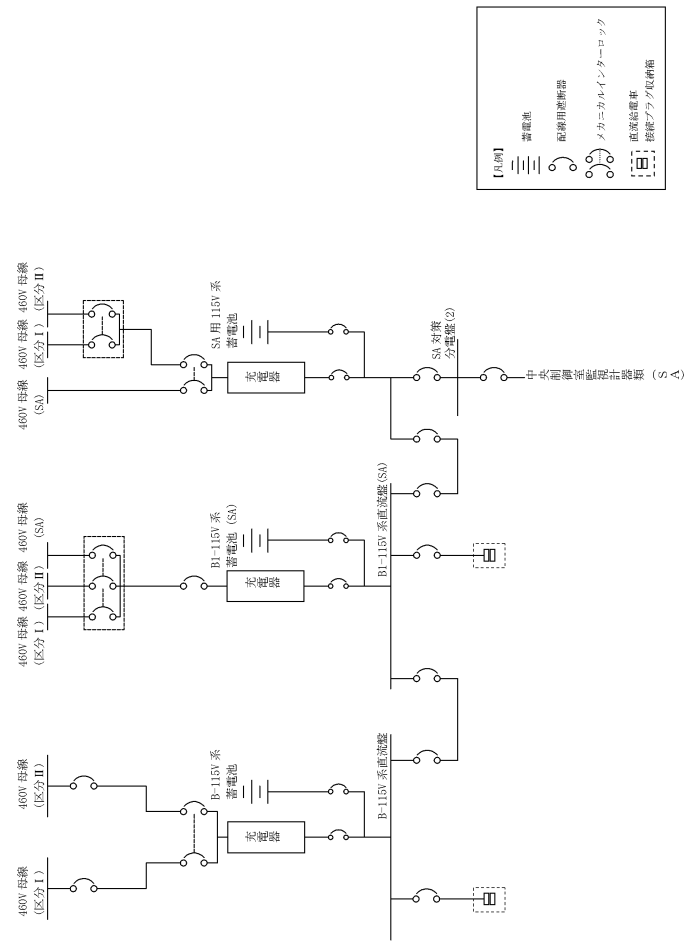 【凡例】
蓄電池
配線用遮断器
メカニカルインターロック
直流給電車
接続プラグ収納箱
460V 母線
(区分Ⅰ)
460V 母線
(区分Ⅱ)
B-115V 系
蓄電池
充電器
B-115V 系直流盤
460V 母線
(区分Ⅰ)
460V 母線
(区分Ⅱ)
460V 母線
(SA)
B1-115V 系
蓄電池 (SA)
充電器
B1-115V 系直流盤(SA)
460V 母線
(SA)
460V 母線
(区分Ⅰ)
460V 母線
(区分Ⅱ)
SA 用 115V 系
蓄電池
充電器
SA 対策
分電盤(2)
中央制御室監視計器類(SA)